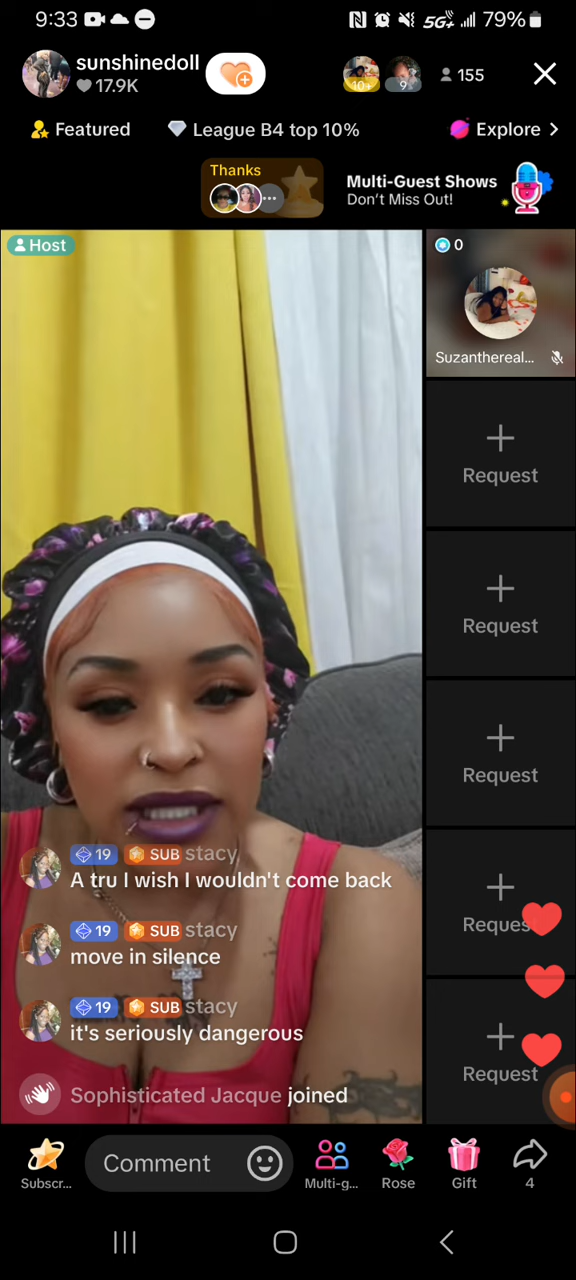 9:33
5G+
79%
sunshinedoll
17.9K
10+
9
155
Featured
League B4 top 10%
Explore
Thanks
Multi-Guest Shows
Don't Miss Out!
Host
0
Suzanthereal...
Request
Request
Request
Request
Request
19 SUB stacy
A tru I wish I wouldn't come back
19 SUB stacy
move in silence
19 SUB stacy
it's seriously dangerous
Sophisticated Jacque joined
Subscr...
Comment
Multi-g...
Rose
Gift
4